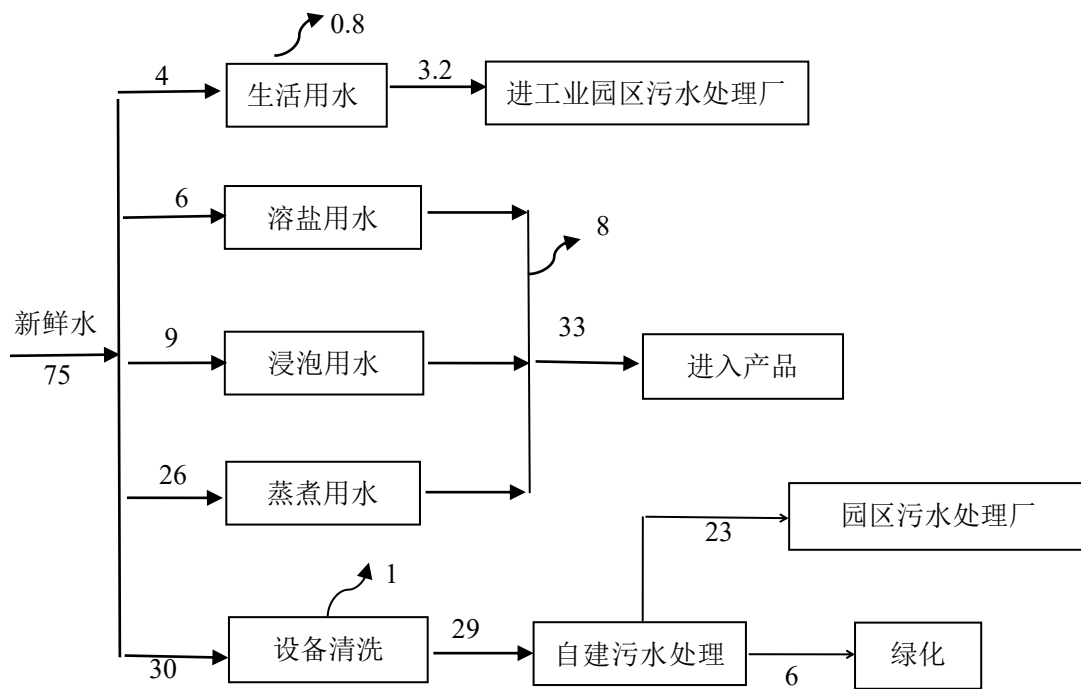 0.8
4
生活用水
3.2
进工业园区污水处理厂
6
溶盐用水
8
新鲜水
75
9
浸泡用水
33
进入产品
26
蒸煮用水
园区污水处理厂
23
1
30
设备清洗
29
自建污水处理
6
绿化